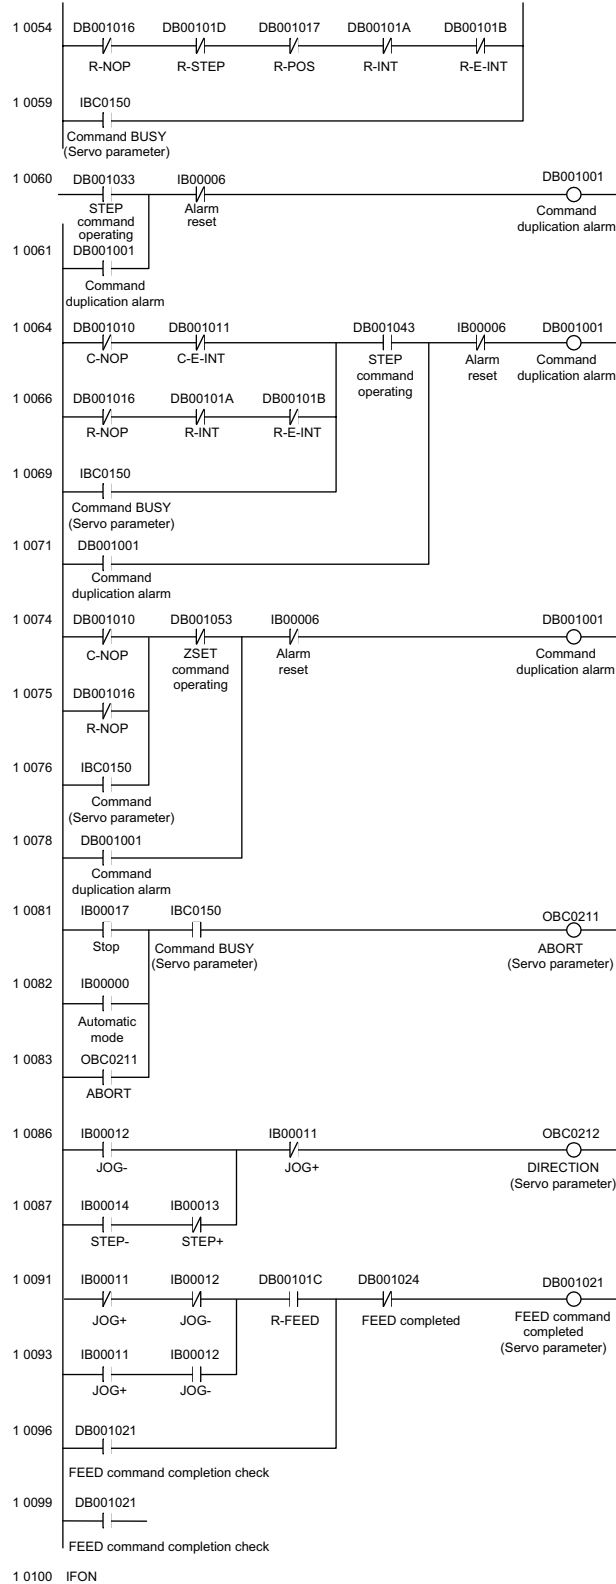 1 0054 DB001016 DB00101D DB001017 DB00101A DB00101B
R-NOP R-STEP R-POS R-INT R-E-INT
1 0059 IBC0150
Command BUSY
(Servo parameter)
1 0060 DB001033 IB00006 DB001001
STEP command operating Alarm reset Command duplication alarm
1 0061 DB001001
Command
duplication alarm
1 0064 DB001010 DB001011 DB001043 IB00006 DB001001
C-NOP C-E-INT STEP command operating Alarm reset Command duplication alarm
1 0066 DB001016 DB00101A DB00101B
R-NOP R-INT R-E-INT
1 0069 IBC0150
Command BUSY
(Servo parameter)
1 0071 DB001001
Command
duplication alarm
1 0074 DB001010 DB001053 IB00006 DB001001
C-NOP ZSET command operating Alarm reset Command duplication alarm
1 0075 DB001016
R-NOP
1 0076 IBC0150
Command
(Servo parameter)
1 0078 DB001001
Command
duplication alarm
1 0081 IB00017 IBC0150 OBC0211
Stop Command BUSY (Servo parameter) ABORT (Servo parameter)
1 0082 IB00000
Automatic
mode
1 0083 OBC0211
ABORT
1 0086 IB00012 IB00011 OBC0212
JOG- JOG+ DIRECTION
(Servo parameter)
1 0087 IB00014 IB00013
STEP- STEP+
1 0091 IB00011 IB00012 DB00101C DB001024 DB001021
JOG+ JOG- R-FEED FEED completed FEED command completed (Servo parameter)
1 0093 IB00011 IB00012
JOG+ JOG-
1 0096 DB001021
FEED command completion check
1 0099 DB001021
FEED command completion check
1 0100 IFON